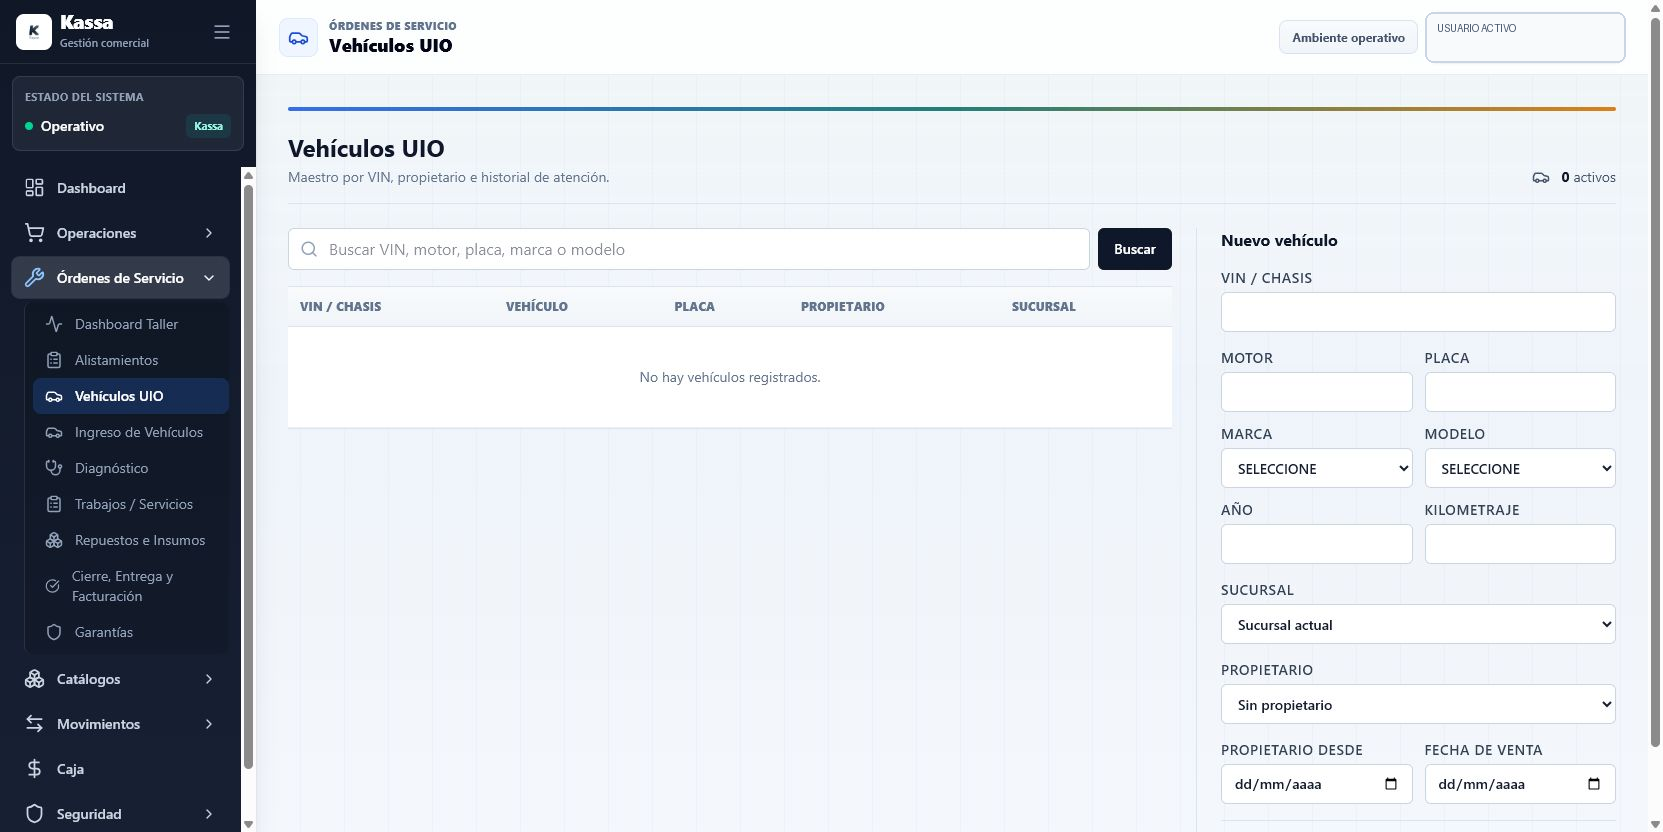 Kassa
Gestión comercial
ESTADO DEL SISTEMA
Operativo
Kassa
Dashboard
Operaciones
Órdenes de Servicio
Dashboard Taller
Alistamientos
Vehículos UIO
Ingreso de Vehículos
Diagnóstico
Trabajos / Servicios
Repuestos e Insumos
Cierre, Entrega y
Facturación
Garantías
Catálogos
Movimientos
Caja
Seguridad
ÓRDENES DE SERVICIO
Vehículos UIO
Ambiente operativo
USUARIO ACTIVO
Vehículos UIO
Maestro por VIN, propietario e historial de atención.
0 activos
Buscar VIN, motor, placa, marca o modelo
Buscar
VIN / CHASIS VEHÍCULO PLACA PROPIETARIO SUCURSAL
No hay vehículos registrados.
Nuevo vehículo
VIN / CHASIS
MOTOR PLACA
MARCA MODELO
SELECCIONE SELECCIONE
AÑO KILOMETRAJE
SUCURSAL
Sucursal actual
PROPIETARIO
Sin propietario
PROPIETARIO DESDE FECHA DE VENTA
dd/mm/aaaa dd/mm/aaaa